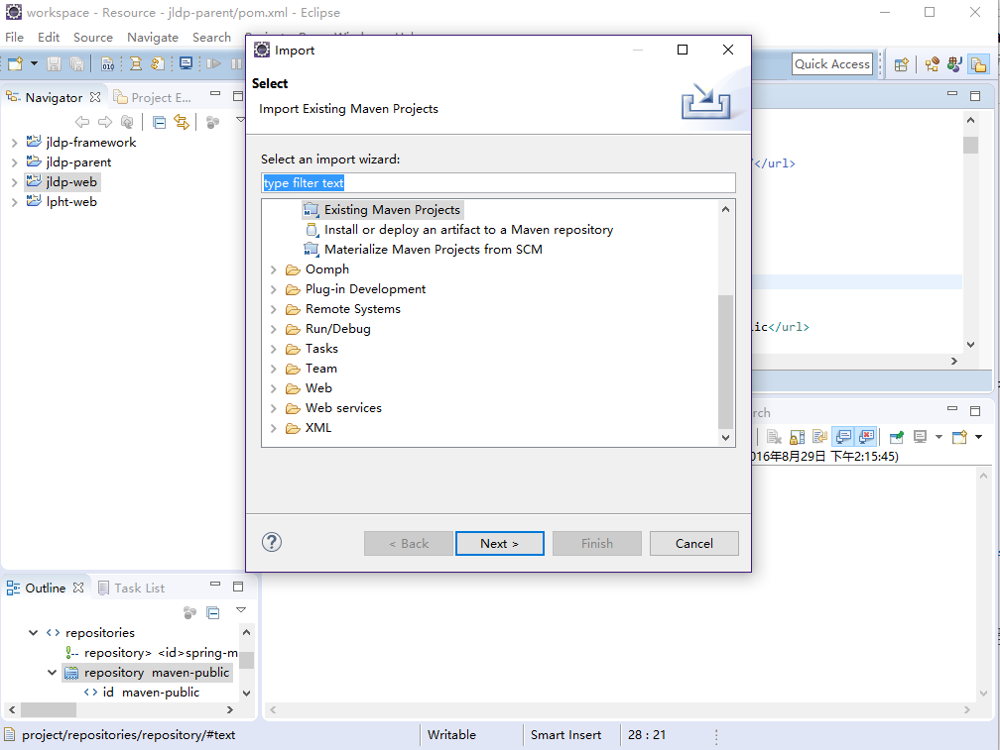 workspace - Resource - jldp-parent/pom.xml - Eclipse
File Edit Source Navigate Search
Quick Access
Navigator
Project E...
jldp-framework
jldp-parent
jldp-web
lpht-web
Import
Select
Import Existing Maven Projects
Select an import wizard:
type filter text
Existing Maven Projects
Install or deploy an artifact to a Maven repository
Materialize Maven Projects from SCM
Oomph
Plug-in Development
Remote Systems
Run/Debug
Tasks
Team
Web
Web services
XML
< Back
Next >
Finish
Cancel
/</url>
ic</url>
rch
016年8月29日 下午2:15:45)
Outline
Task List
repositories
repository> <id>spring-m
repository maven-public
id maven-public
project/repositories/repository/#text
Writable
Smart Insert
28 : 21